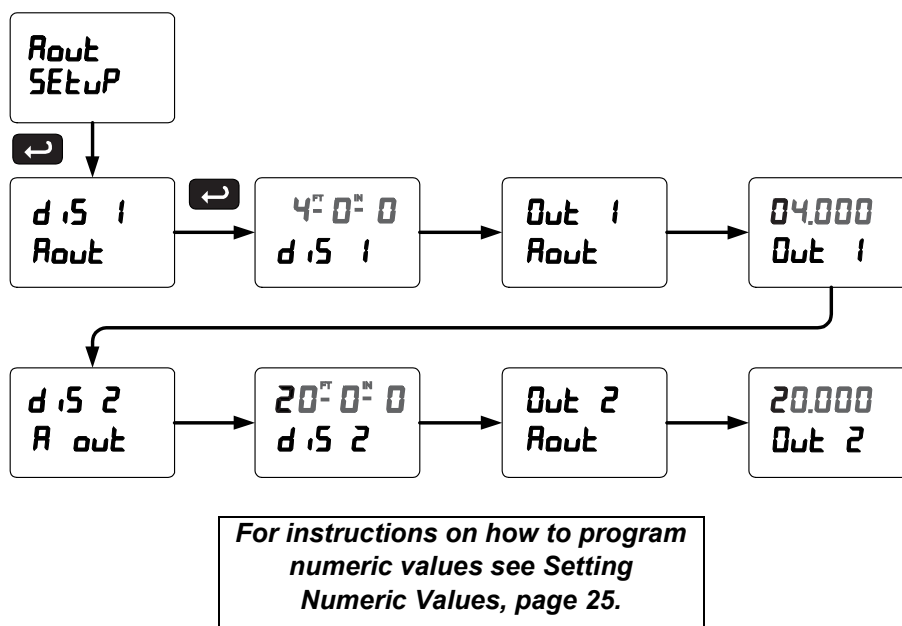 Aout
SEtuP
diS 1
Aout
4FT 0IN 0
diS 1
Out 1
Aout
04.000
Out 1
diS 2
A out
20FT 0IN 0
diS 2
Out 2
Aout
20.000
Out 2
For instructions on how to program
numeric values see Setting
Numeric Values, page 25.